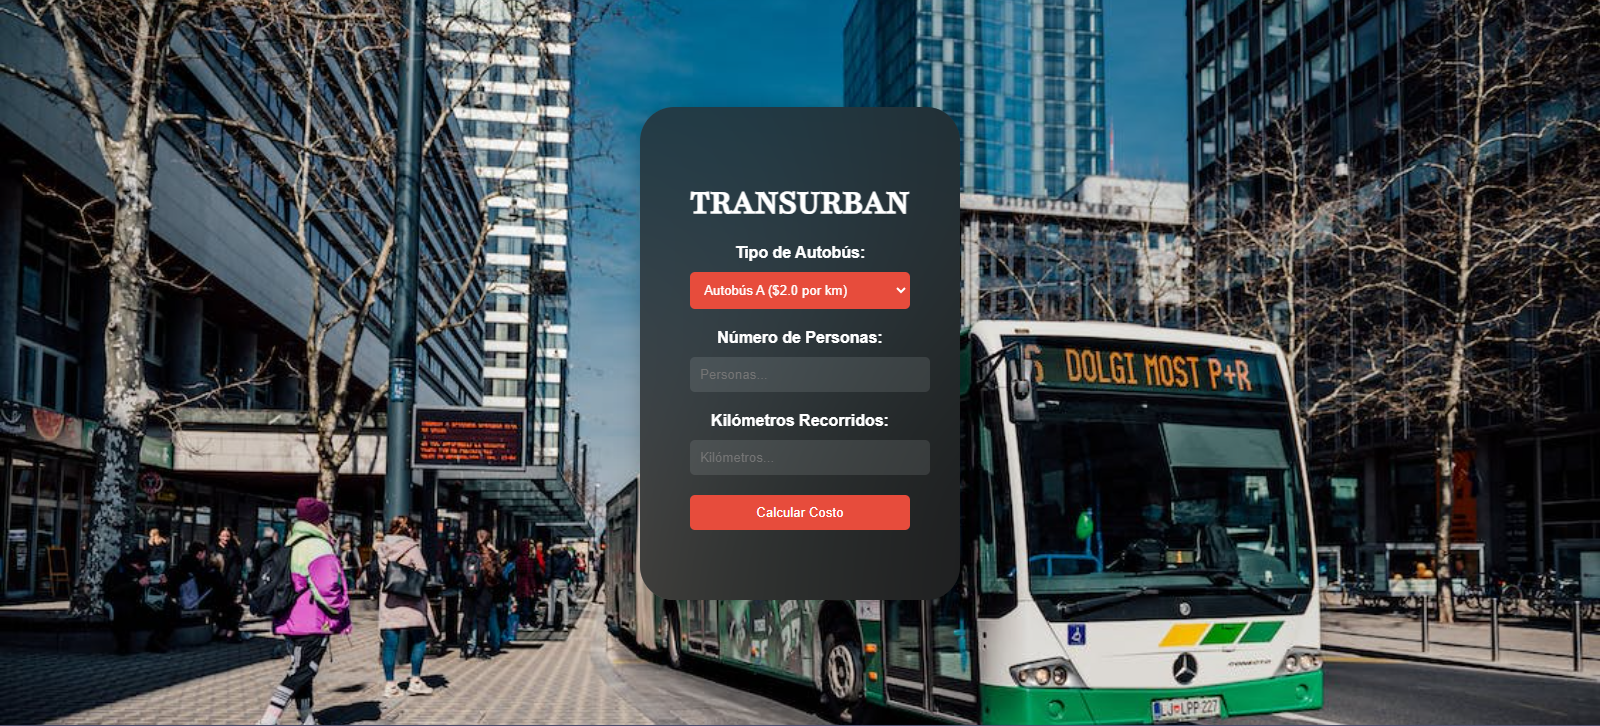 TRANSURBAN
Tipo de Autobús:
Autobús A ($2.0 por km)
Número de Personas:
Personas...
Kilómetros Recorridos:
Kilómetros...
Calcular Costo
DOLGI MOST P+R
CONECTO
LJ LPP 227